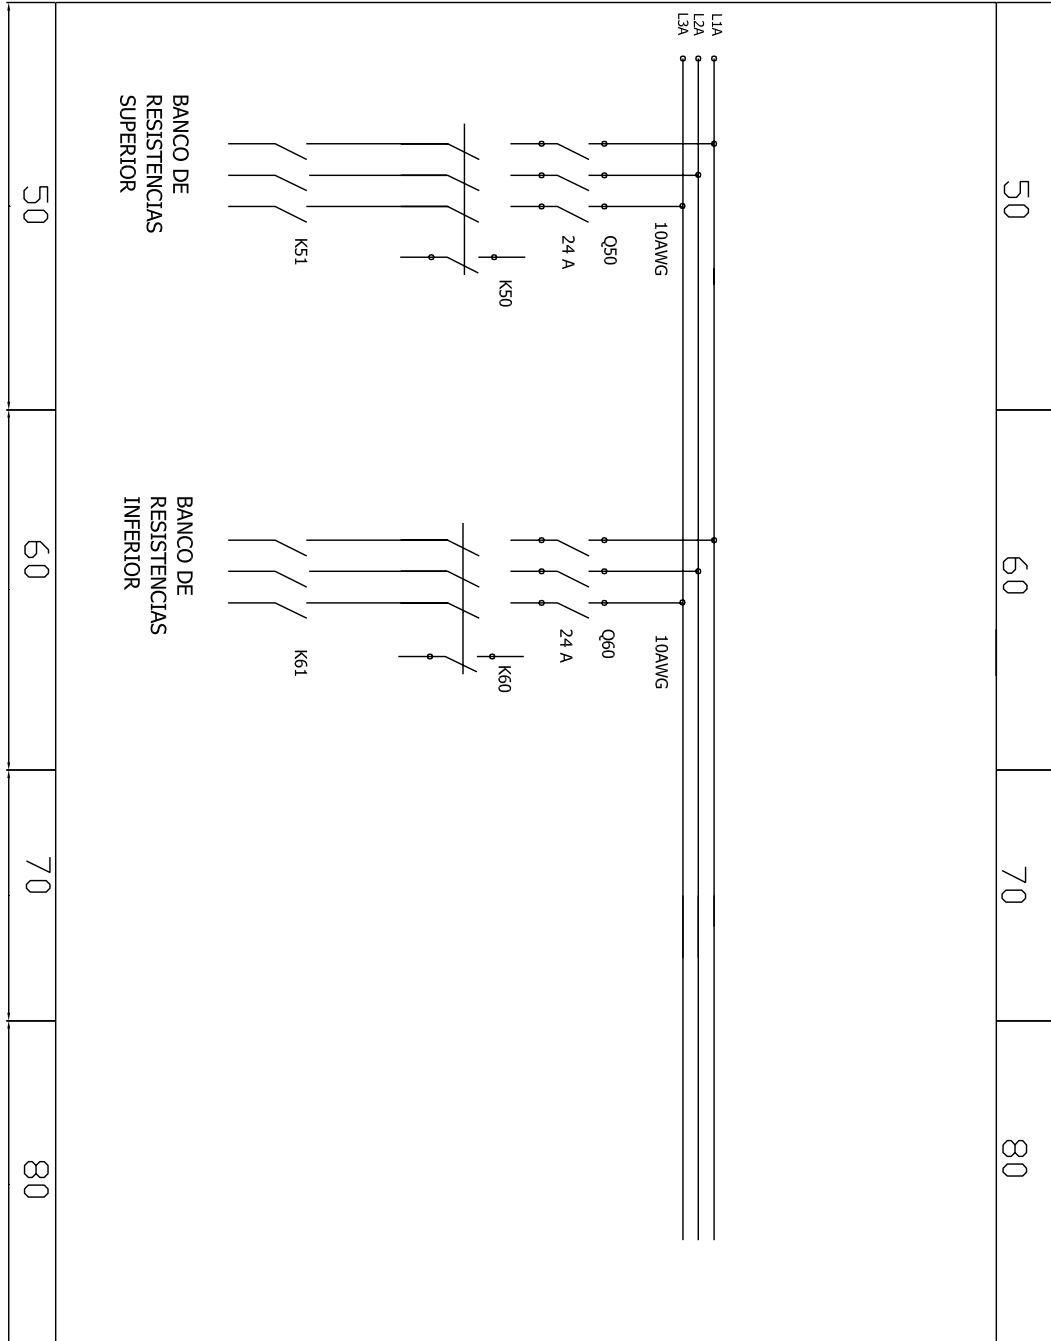 50
60
70
80
L1A
L2A
L3A
10AWG
Q50
24 A
K50
K51
BANCO DE
RESISTENCIAS
SUPERIOR
10AWG
Q60
24 A
K60
K61
BANCO DE
RESISTENCIAS
INFERIOR
50
60
70
80